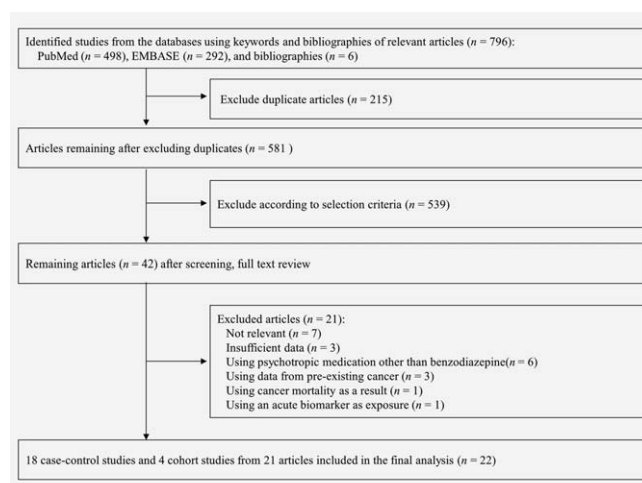 Identified studies from the databases using keywords and bibliographies of relevant articles (n = 796):
PubMed (n = 498), EMBASE (n = 292), and bibliographies (n = 6)
Exclude duplicate articles (n = 215)
Articles remaining after excluding duplicates (n = 581 )
Exclude according to selection criteria (n = 539)
Remaining articles (n = 42) after screening, full text review
Excluded articles (n = 21):
Not relevant (n = 7)
Insufficient data (n = 3)
Using psychotropic medication other than benzodiazepine(n = 6)
Using data from pre-existing cancer (n = 3)
Using cancer mortality as a result (n = 1)
Using an acute biomarker as exposure (n = 1)
18 case-control studies and 4 cohort studies from 21 articles included in the final analysis (n = 22)